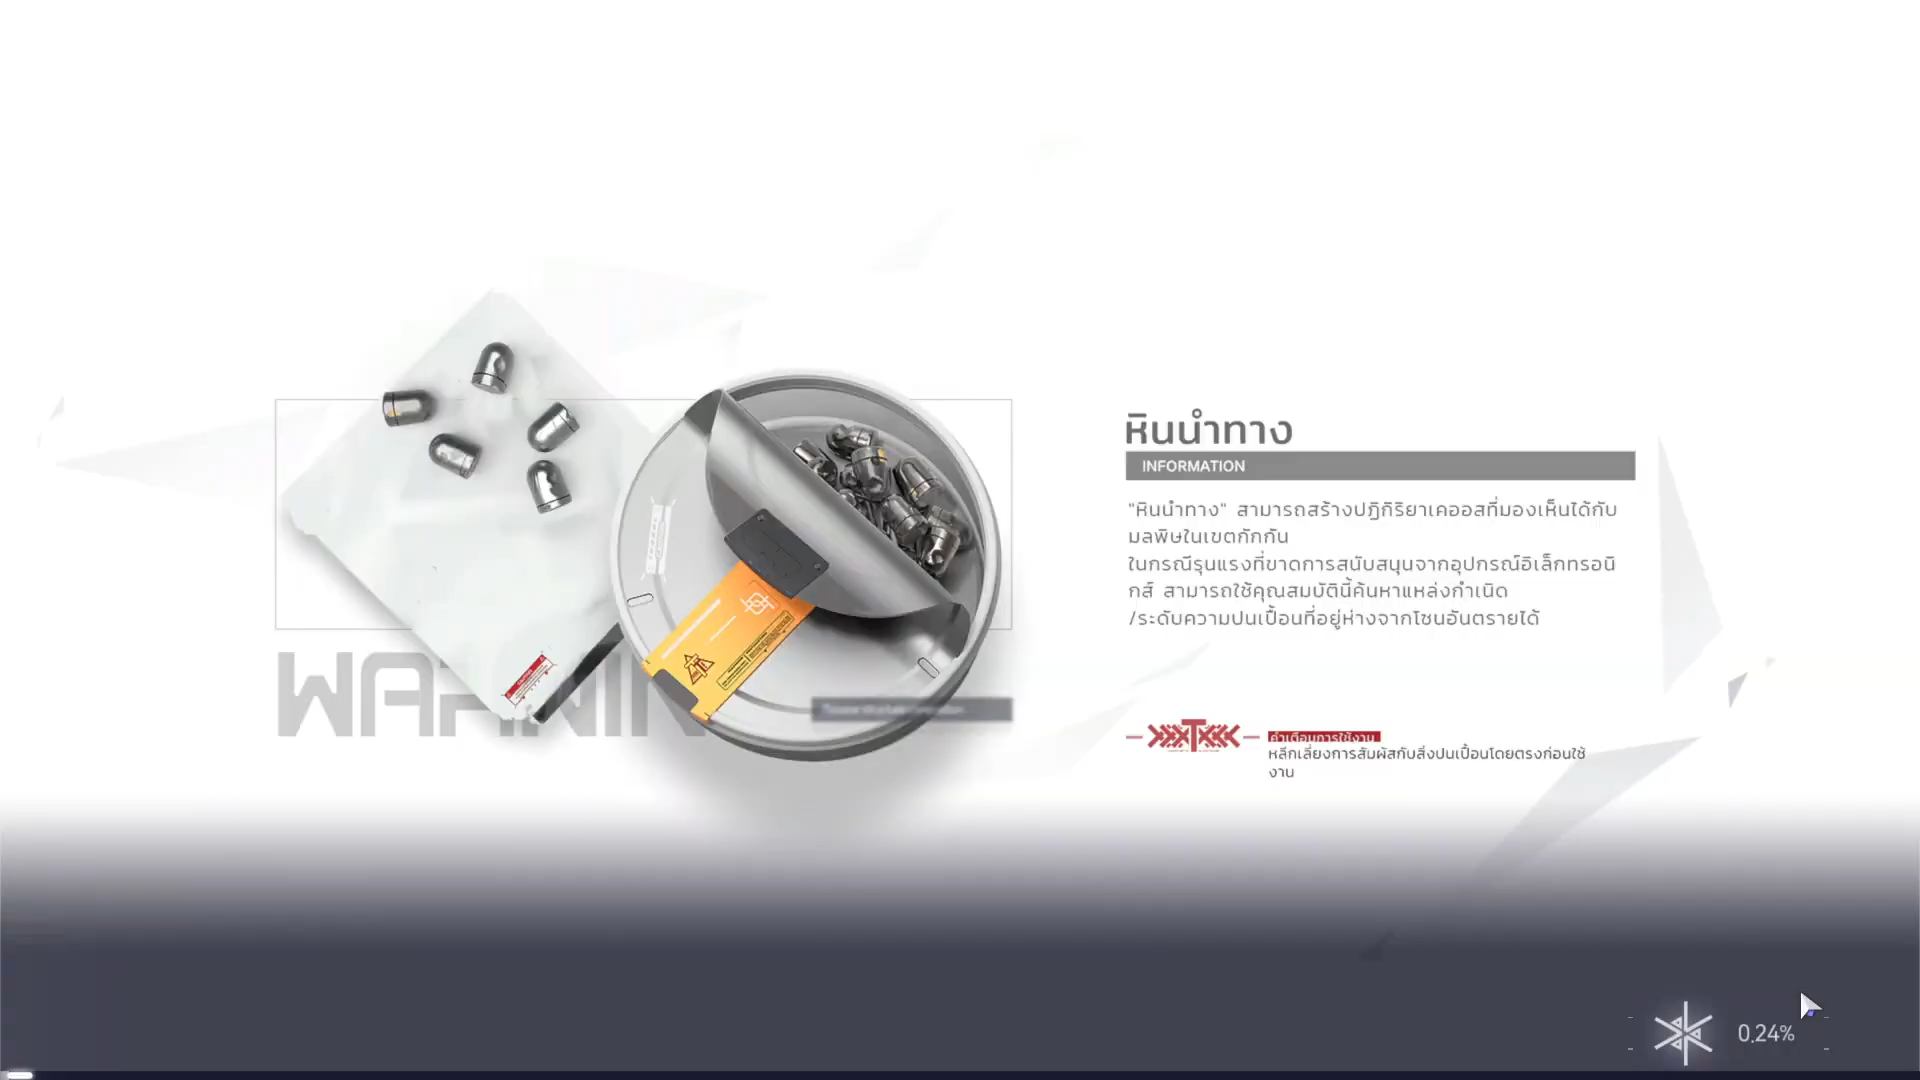 หินนำทาง
INFORMATION
"หินนำทาง" สามารถสร้างปฏิกิริยาเคออสที่มองเห็นได้กับ
มลพิษในเขตกักกัน
ในกรณีรุนแรงที่ขาดการสนับสนุนจากอุปกรณ์อิเล็กทรอนิ
กส์ สามารถใช้คุณสมบัตินี้ค้นหาแหล่งกำเนิด
/ระดับความปนเปื้อนที่อยู่ห่างจากโซนอันตรายได้
คำเตือนการใช้งาน
หลีกเลี่ยงการสัมผัสกับสิ่งปนเปื้อนโดยตรงก่อนใช้
งาน
0.24%